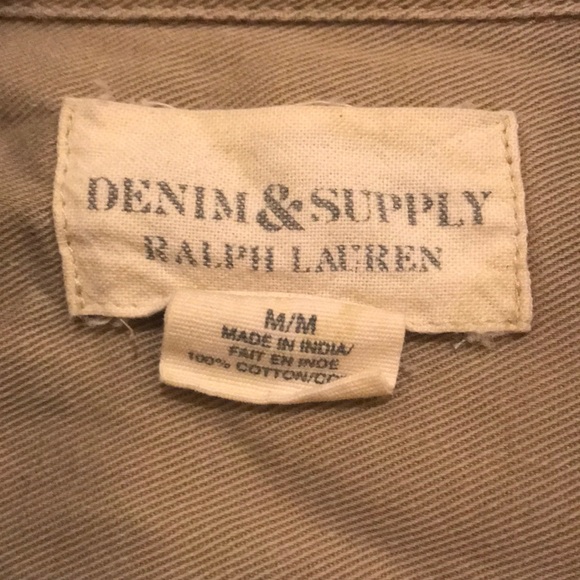 DENIM & SUPPLY
RALPH LAUREN
M/M
MADE IN INDIA/
FAIT EN INDE
100% COTTON/